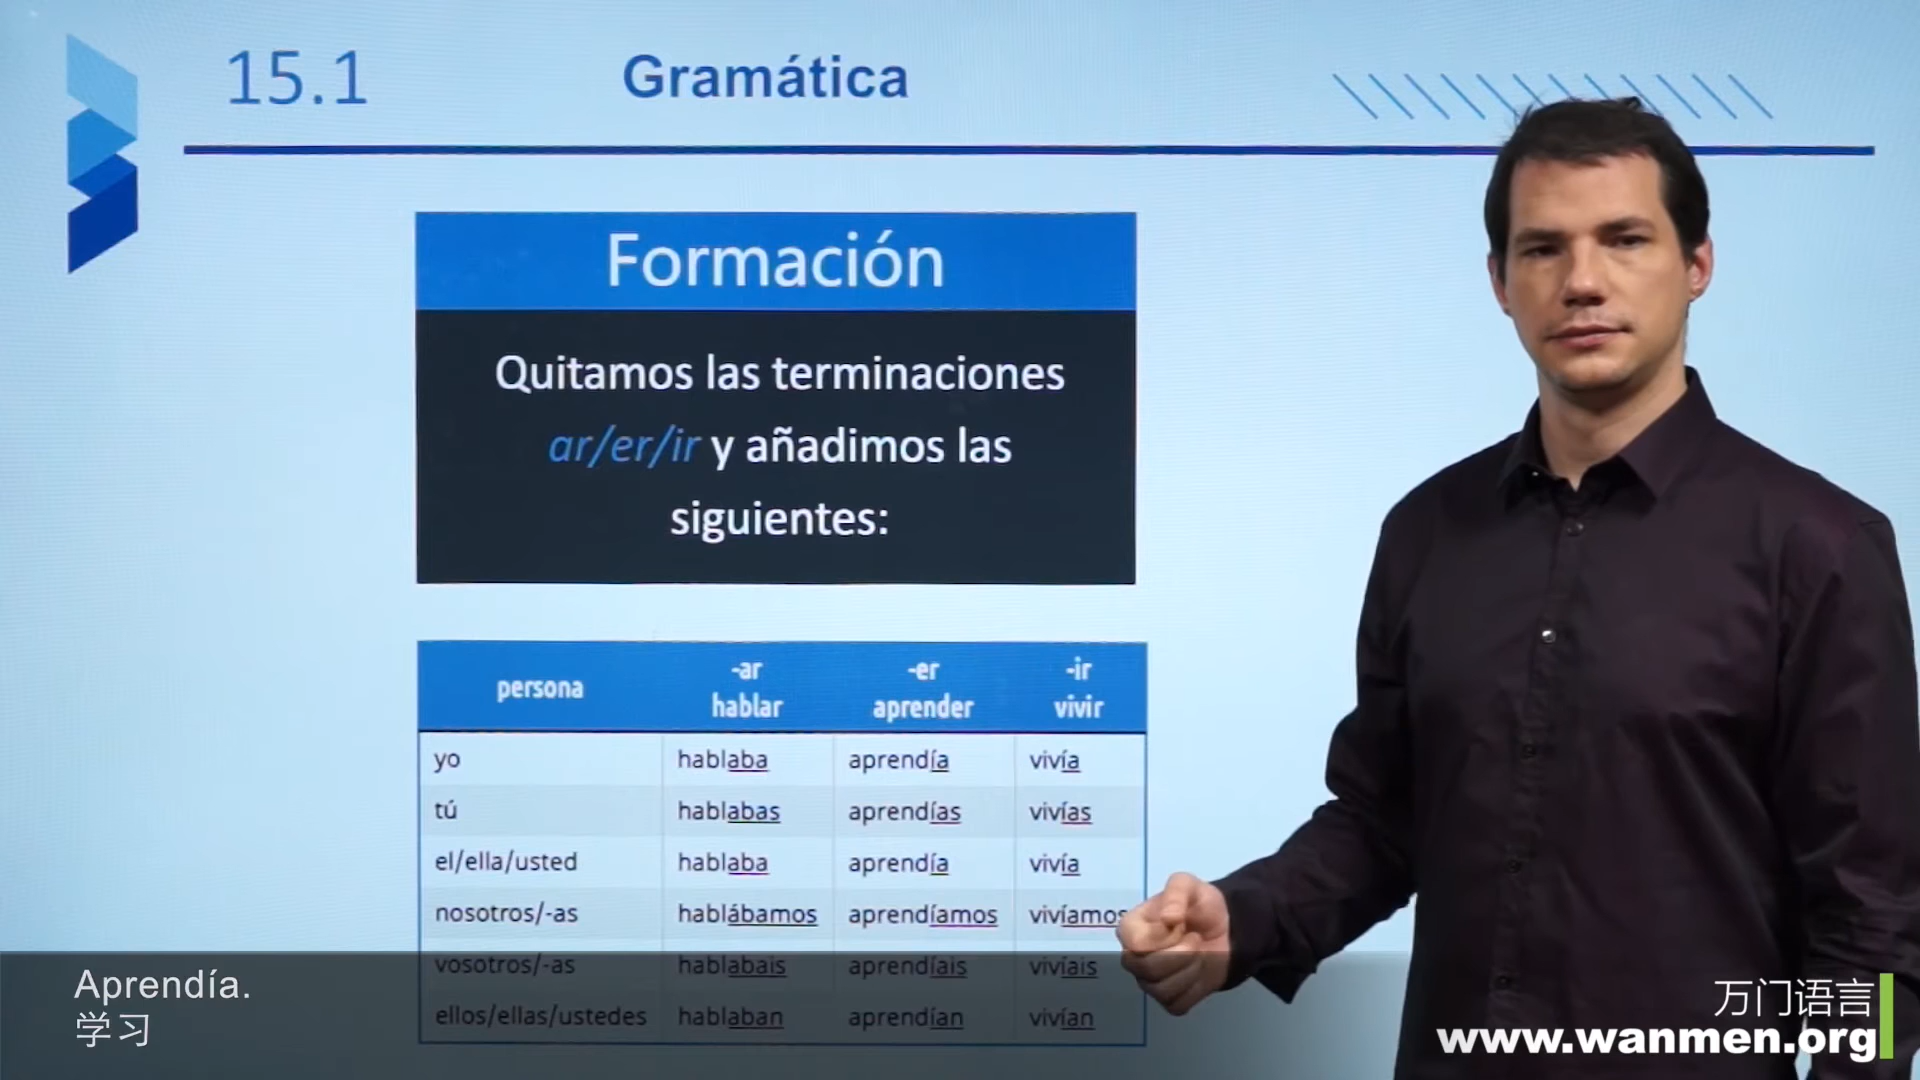 15.1 Gramática
Formación
Quitamos las terminaciones
ar/er/ir y añadimos las
siguientes:
persona -ar hablar -er aprender -ir vivir
yo hablaba aprendía vivía
tú hablabas aprendías vivías
el/ella/usted hablaba aprendía vivía
nosotros/-as hablábamos aprendíamos vivíamos
vosotros/-as hablabais aprendíais vivíais
ellos/ellas/ustedes hablaban aprendían vivían
Aprendía.
学习
万门语言
www.wanmen.org